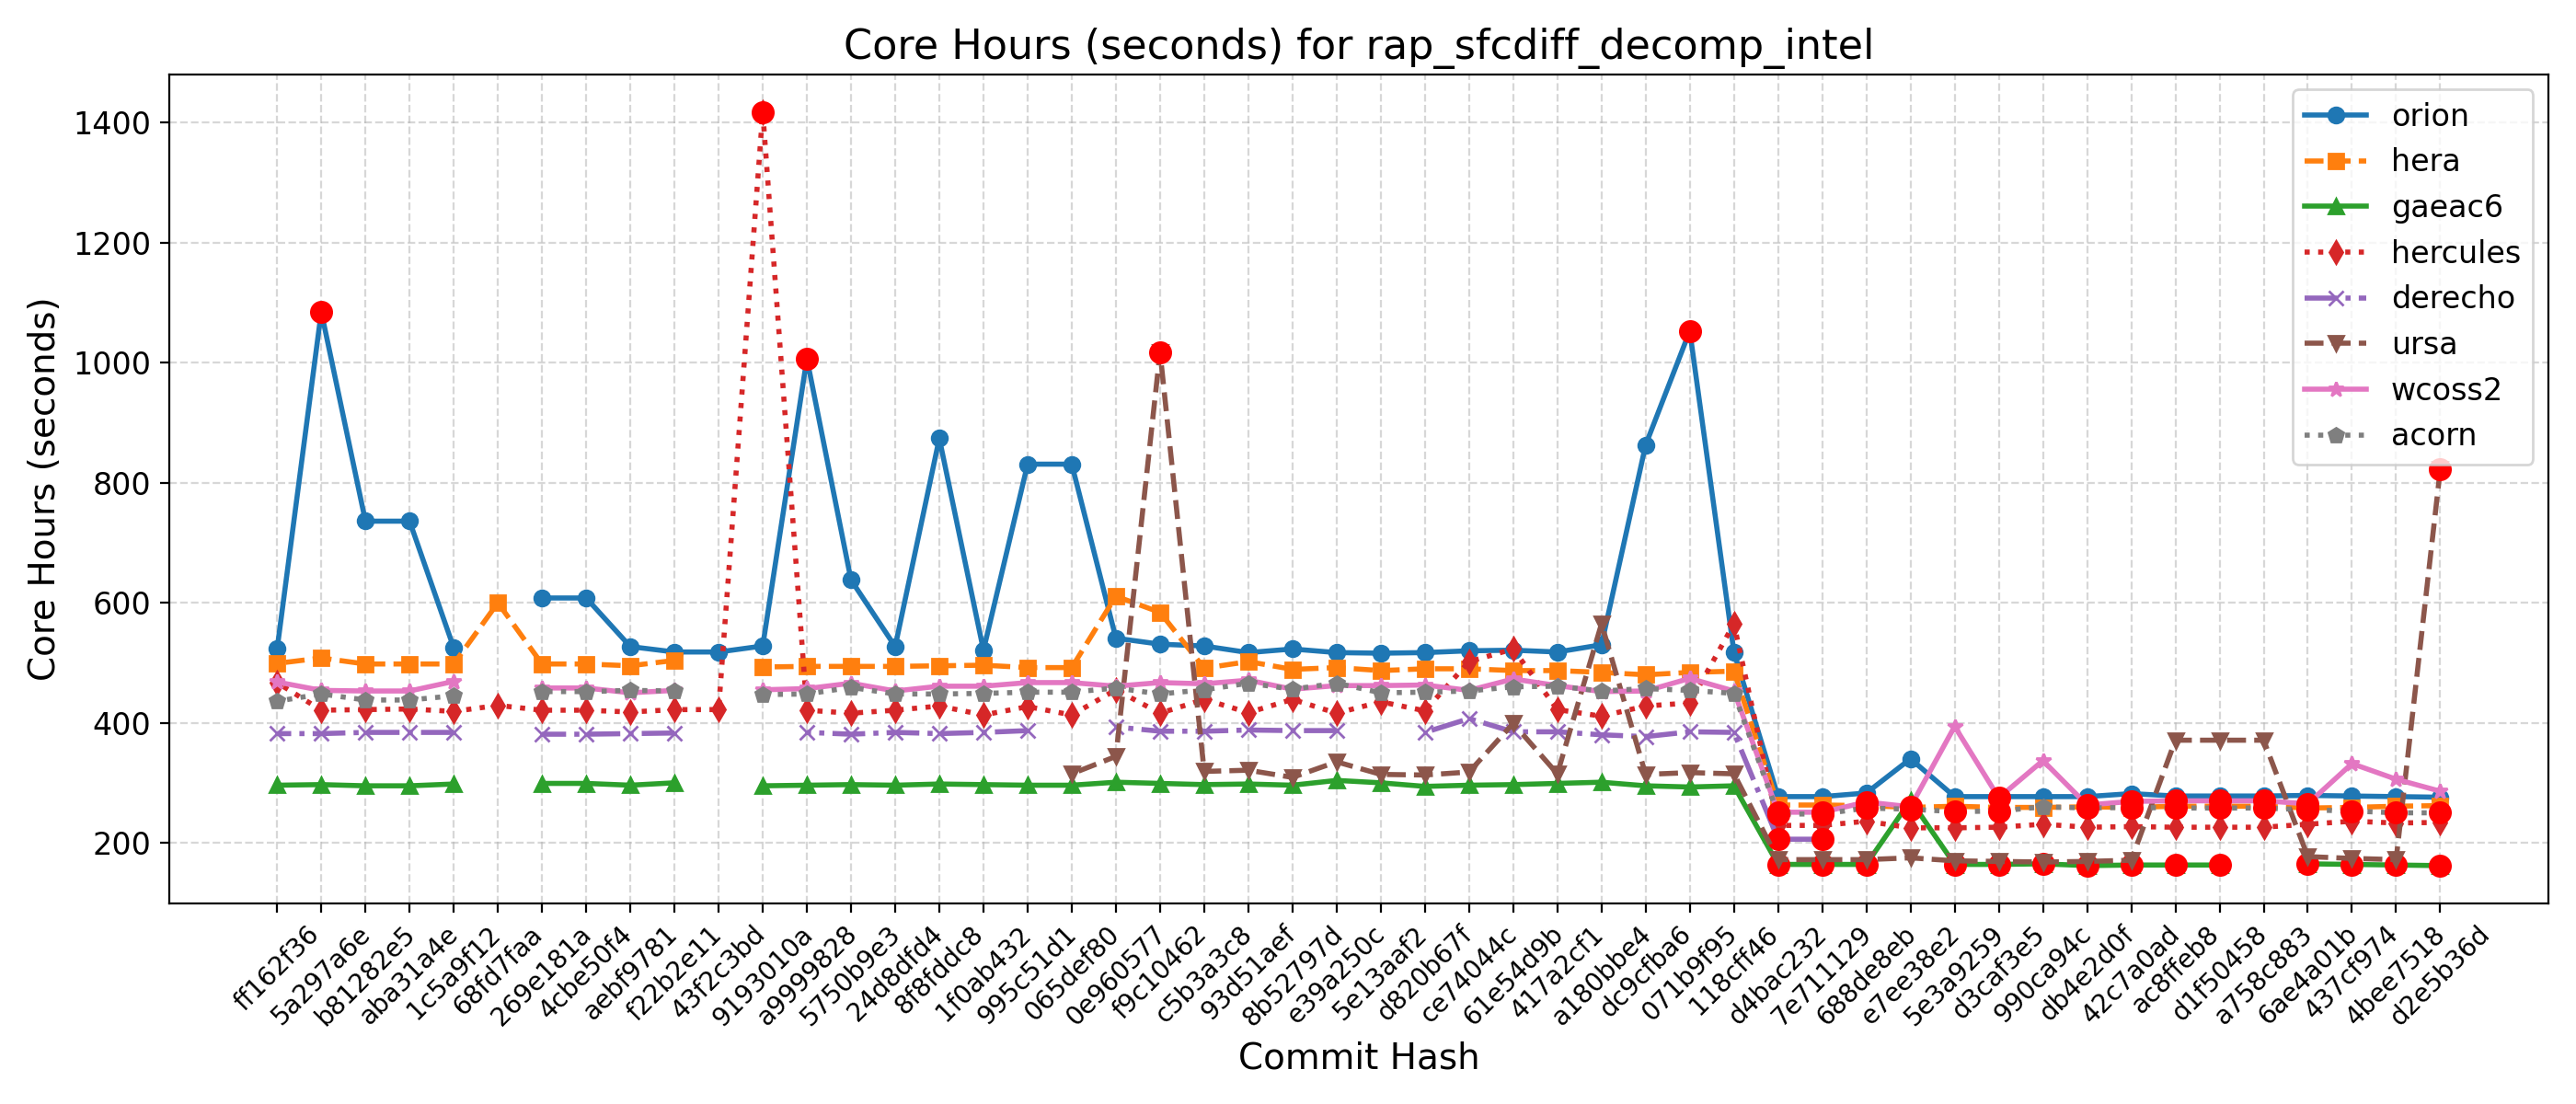 Core Hours (seconds) for rap_sfcdiff_decomp_intel
Core Hours (seconds)
1400
1200
1000
800
600
400
200
orion
hera
gaeac6
hercules
derecho
ursa
wcoss2
acorn
ff162f36
5a297a6e
b81282e5
aba31a4e
1c5a9f12
68fd7faa
269e181a
4cbe50f4
aebf9781
f22b2e11
43f2c3bd
9193010a
a9999828
5750b9e3
24d8dfd4
8f8fddc8
1f0ab432
995c51d1
065def80
0e960577
f9c10462
c5b3a3c8
93d51aef
8b52797d
e39a250c
5e13aaf2
d820b67f
ce74044c
61e54d9b
417a2cf1
a180bbe4
dc9cfba6
071b9f95
118cff46
d4bac232
7e711129
688de8eb
e7ee38e2
5e3a9259
d3caf3e5
990ca94c
db4e2d0f
42c7a0ad
ac8ffeb8
d1f50458
a758c883
6ae4a01b
437cf974
4bee7518
d2e5b36d
Commit Hash